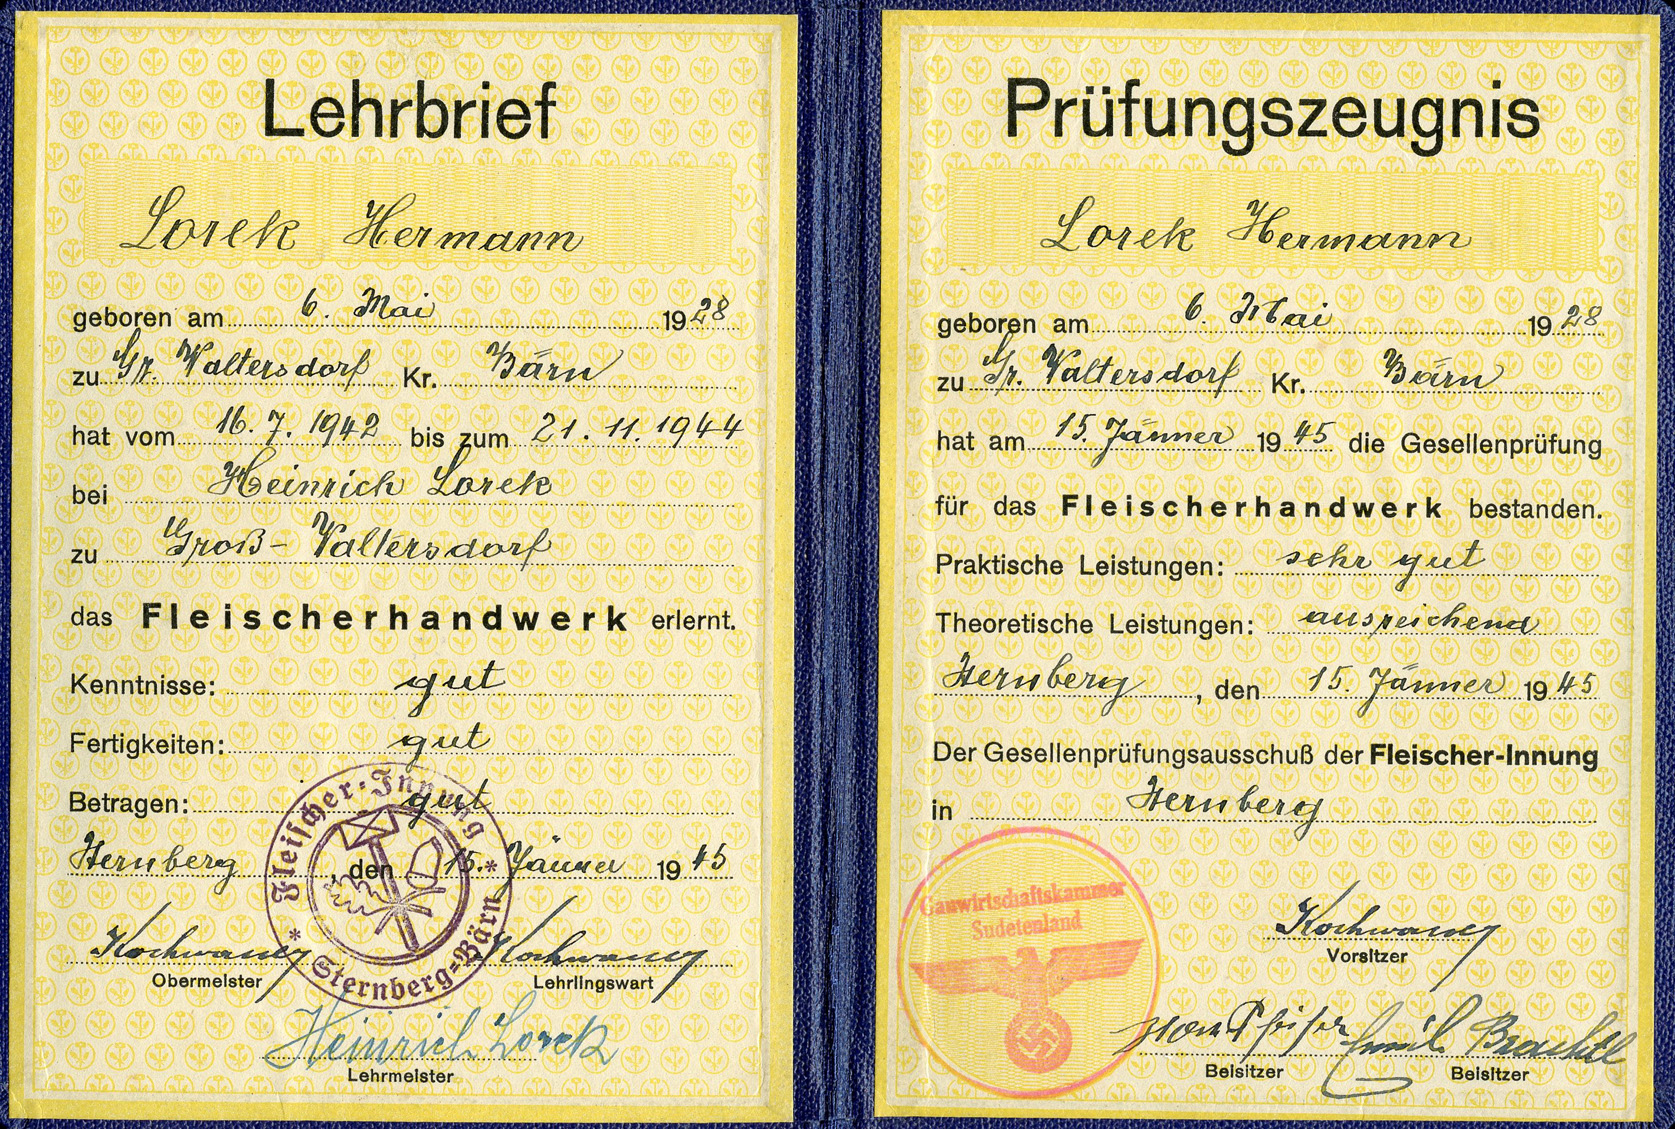 Lehrbrief
Lorek Hermann
geboren am 6. Mai 1928
zu Gr. Waltersdorf Kr. Bärn
hat vom 16. 7. 1942 bis zum 21. 11. 1944
bei Heinrich Lorek
zu Groß-Waltersdorf
das Fleischerhandwerk erlernt.
Kenntnisse: gut
Fertigkeiten: gut
Betragen: gut
Sternberg, den 15. Jänner 1945
Fleischer-Innung
* Sternberg-Bärn *
Obermeister
Lehrlingswart
Heinrich Lorek
Lehrmeister
Prüfungszeugnis
Lorek Hermann
geboren am 6. Mai 1928
zu Gr. Waltersdorf Kr. Bärn
hat am 15. Jänner 1945 die Gesellenprüfung
für das Fleischerhandwerk bestanden.
Praktische Leistungen: sehr gut
Theoretische Leistungen: ausreichend
Sternberg, den 15. Jänner 1945
Der Gesellenprüfungsausschuß der Fleischer-Innung
in Sternberg
Gauwirtschaftskammer
Sudetenland
Vorsitzer
Emil
Beisitzer
Beisitzer